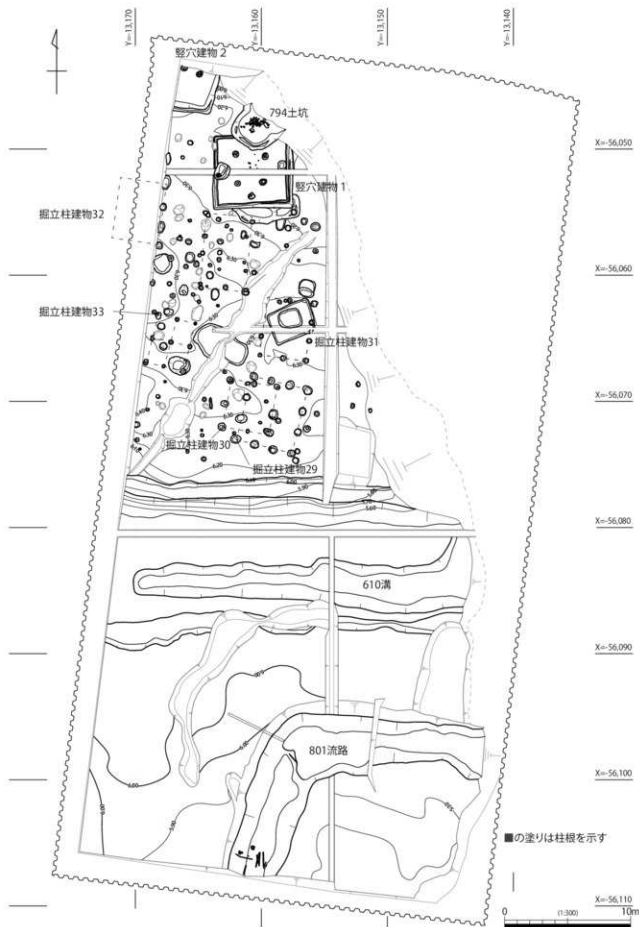 Y=-13,170
Y=-13,160
Y=-13,150
Y=-13,140
竪穴建物2
794土坑
X=-56,050
竪穴建物1
掘立柱建物32
X=-56,060
掘立柱建物33
掘立柱建物31
X=-56,070
掘立柱建物30
掘立柱建物29
X=-56,080
610溝
X=-56,090
801流路
X=-56,100
■の塗りは柱根を示す
X=-56,110
0 (1:300) 10m